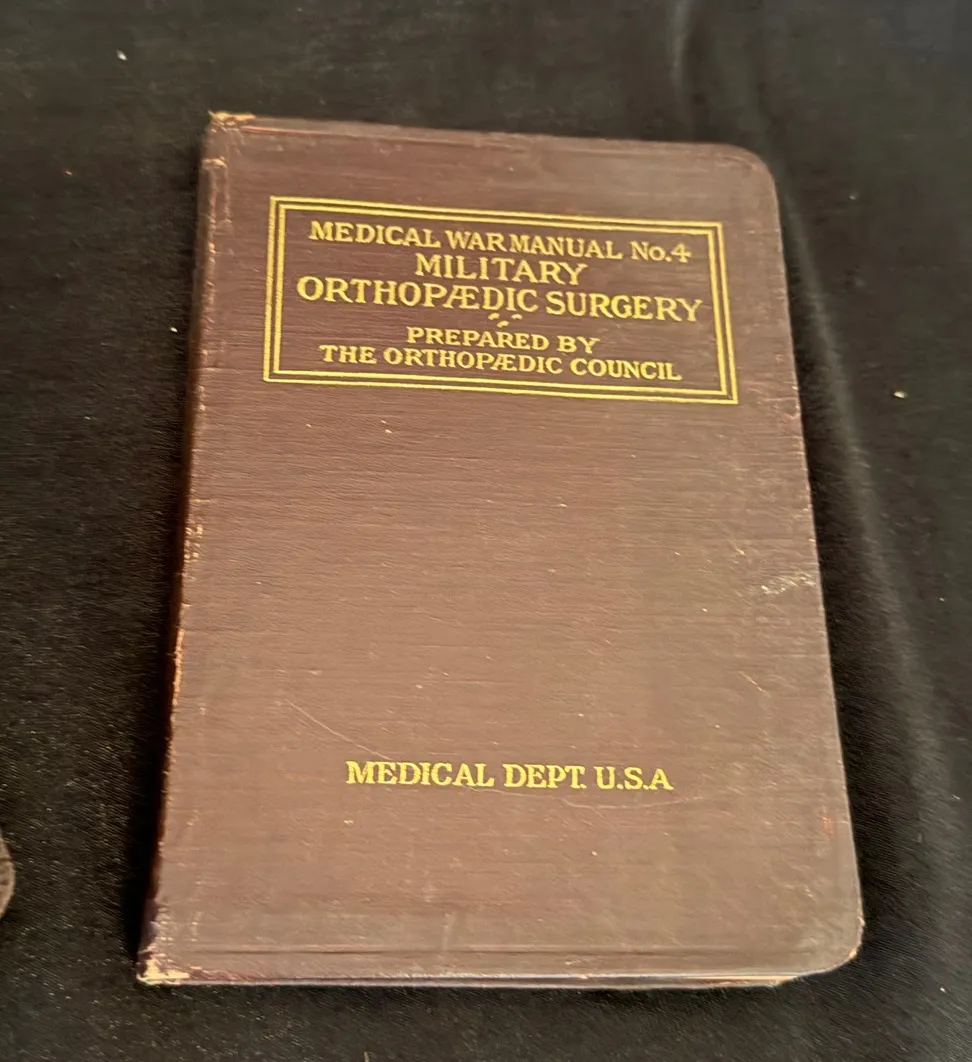 MEDICAL WAR MANUAL No.4
MILITARY
ORTHOPÆDIC SURGERY
PREPARED BY
THE ORTHOPÆDIC COUNCIL
MEDICAL DEPT. U.S.A